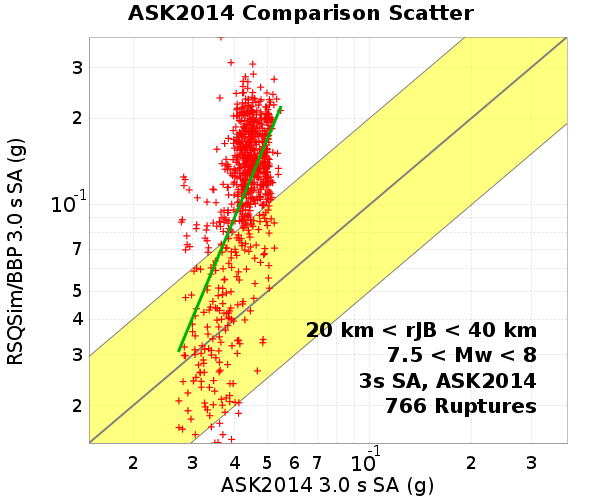 ASK2014 Comparison Scatter
RSQSim/BBP 3.0 s SA (g)
3
2
10^-1
7
5
4
3
2
20 km < rJB < 40 km
7.5 < Mw < 8
3s SA, ASK2014
766 Ruptures
2 3 4 5 6 7 10^-1 2 3
ASK2014 3.0 s SA (g)